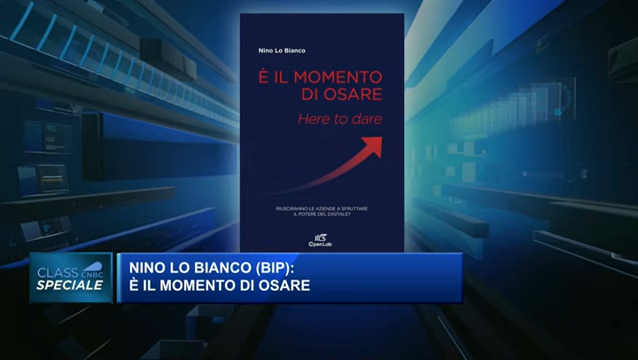 Nino Lo Bianco
È IL MOMENTO
DI OSARE
Here to dare
RIUSCIRANNO LE AZIENDE A SFRUTTARE
IL POTERE DEL DIGITALE?
OpenLab
CLASS
CNBC
SPECIALE
NINO LO BIANCO (BIP):
È IL MOMENTO DI OSARE